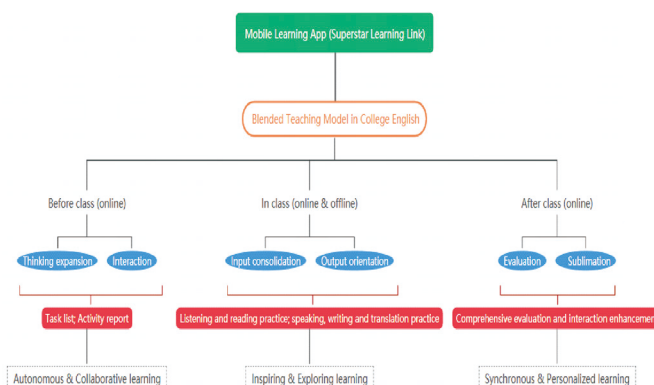 Mobile Learning App (Superstar Learning Link)
Blended Teaching Model in College English
Before class (online)
In class (online & offline)
After class (online)
Thinking expansion
Interaction
Input consolidation
Output orientation
Evaluation
Sublimation
Task list; Activity report
Listening and reading practice; speaking, writing and translation practice
Comprehensive evaluation and interaction enhancement
Autonomous & Collaborative learning
Inspiring & Exploring learning
Synchronous & Personalized learning